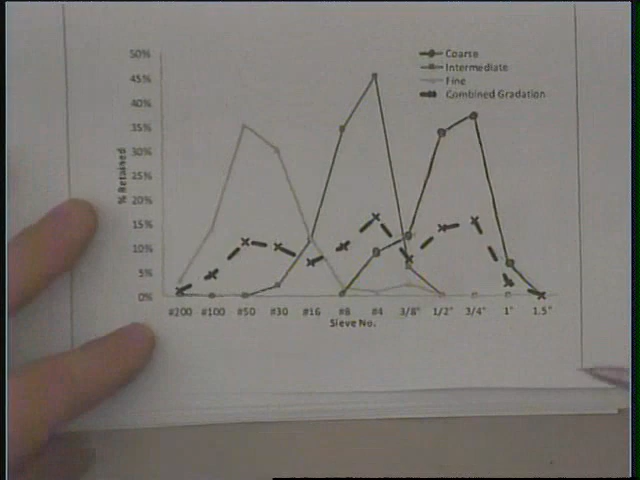 50%
45%
40%
35%
30%
25%
20%
15%
10%
5%
0%
% Retained
Coarse
Intermediate
Fine
Combined Gradation
#200 #100 #50 #30 #16 #8 #4 3/8" 1/2" 3/4" 1" 1.5"
Sieve No.